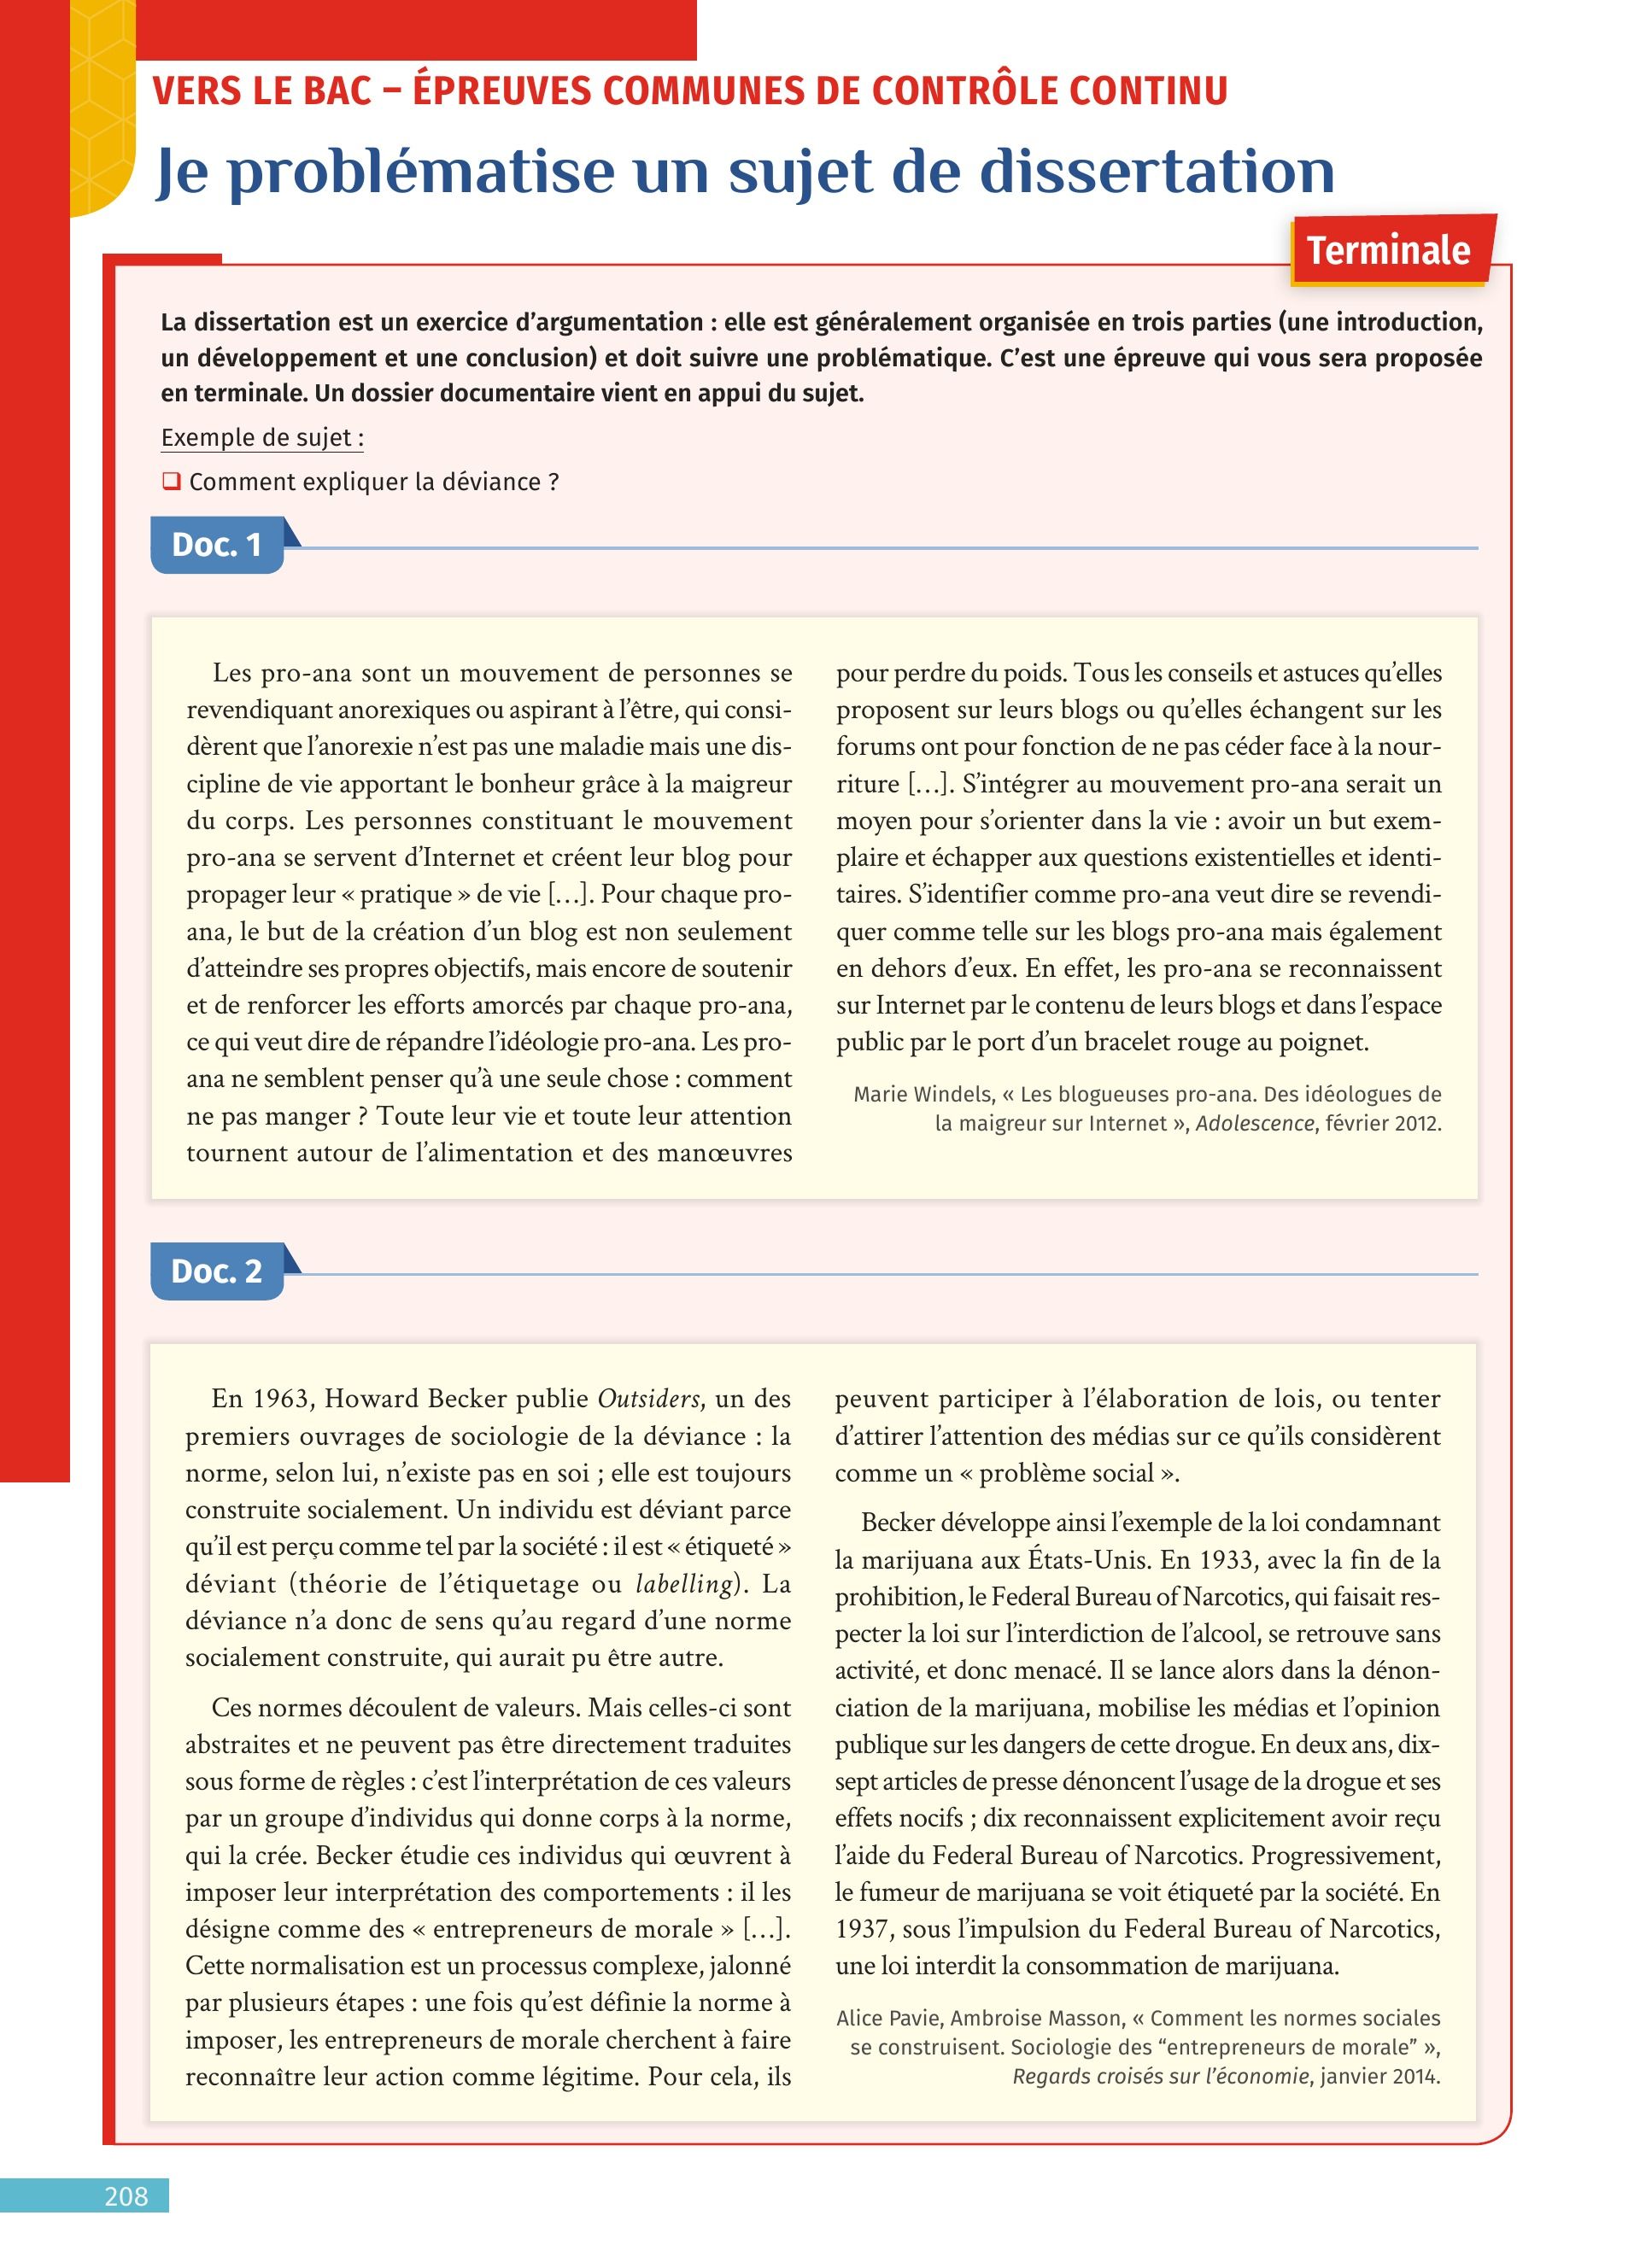 VERS LE BAC – ÉPREUVES COMMUNES DE CONTRÔLE CONTINU
Je problématise un sujet de dissertation
Terminale
La dissertation est un exercice d’argumentation : elle est généralement organisée en trois parties (une introduction,
un développement et une conclusion) et doit suivre une problématique. C’est une épreuve qui vous sera proposée
en terminale. Un dossier documentaire vient en appui du sujet.
Exemple de sujet :
❑ Comment expliquer la déviance ?
Doc. 1
Les pro-ana sont un mouvement de personnes se
revendiquant anorexiques ou aspirant à l’être, qui consi-
dèrent que l’anorexie n’est pas une maladie mais une dis-
cipline de vie apportant le bonheur grâce à la maigreur
du corps. Les personnes constituant le mouvement
pro-ana se servent d’Internet et créent leur blog pour
propager leur « pratique » de vie […]. Pour chaque pro-
ana, le but de la création d’un blog est non seulement
d’atteindre ses propres objectifs, mais encore de soutenir
et de renforcer les efforts amorcés par chaque pro-ana,
ce qui veut dire de répandre l’idéologie pro-ana. Les pro-
ana ne semblent penser qu’à une seule chose : comment
ne pas manger ? Toute leur vie et toute leur attention
tournent autour de l’alimentation et des manœuvres
pour perdre du poids. Tous les conseils et astuces qu’elles
proposent sur leurs blogs ou qu’elles échangent sur les
forums ont pour fonction de ne pas céder face à la nour-
riture […]. S’intégrer au mouvement pro-ana serait un
moyen pour s’orienter dans la vie : avoir un but exem-
plaire et échapper aux questions existentielles et identi-
taires. S’identifier comme pro-ana veut dire se revendi-
quer comme telle sur les blogs pro-ana mais également
en dehors d’eux. En effet, les pro-ana se reconnaissent
sur Internet par le contenu de leurs blogs et dans l’espace
public par le port d’un bracelet rouge au poignet.
Marie Windels, « Les blogueuses pro-ana. Des idéologues de
la maigreur sur Internet », Adolescence, février 2012.
Doc. 2
En 1963, Howard Becker publie Outsiders, un des
premiers ouvrages de sociologie de la déviance : la
norme, selon lui, n’existe pas en soi ; elle est toujours
construite socialement. Un individu est déviant parce
qu’il est perçu comme tel par la société : il est « étiqueté »
déviant (théorie de l’étiquetage ou labelling). La
déviance n’a donc de sens qu’au regard d’une norme
socialement construite, qui aurait pu être autre.
Ces normes découlent de valeurs. Mais celles-ci sont
abstraites et ne peuvent pas être directement traduites
sous forme de règles : c’est l’interprétation de ces valeurs
par un groupe d’individus qui donne corps à la norme,
qui la crée. Becker étudie ces individus qui œuvrent à
imposer leur interprétation des comportements : il les
désigne comme des « entrepreneurs de morale » […].
Cette normalisation est un processus complexe, jalonné
par plusieurs étapes : une fois qu’est définie la norme à
imposer, les entrepreneurs de morale cherchent à faire
reconnaître leur action comme légitime. Pour cela, ils
peuvent participer à l’élaboration de lois, ou tenter
d’attirer l’attention des médias sur ce qu’ils considèrent
comme un « problème social ».
Becker développe ainsi l’exemple de la loi condamnant
la marijuana aux États-Unis. En 1933, avec la fin de la
prohibition, le Federal Bureau of Narcotics, qui faisait res-
pecter la loi sur l’interdiction de l’alcool, se retrouve sans
activité, et donc menacé. Il se lance alors dans la dénon-
ciation de la marijuana, mobilise les médias et l’opinion
publique sur les dangers de cette drogue. En deux ans, dix-
sept articles de presse dénoncent l’usage de la drogue et ses
effets nocifs ; dix reconnaissent explicitement avoir reçu
l’aide du Federal Bureau of Narcotics. Progressivement,
le fumeur de marijuana se voit étiqueté par la société. En
1937, sous l’impulsion du Federal Bureau of Narcotics,
une loi interdit la consommation de marijuana.
Alice Pavie, Ambroise Masson, « Comment les normes sociales
se construisent. Sociologie des “entrepreneurs de morale” »,
Regards croisés sur l’économie, janvier 2014.
208